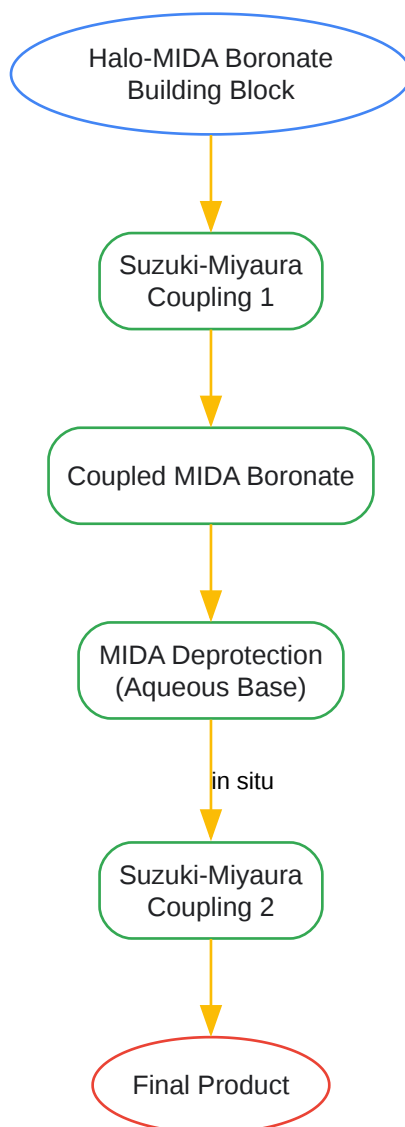 Halo-MIDA Boronate
Building Block
Suzuki-Miyaura
Coupling 1
Coupled MIDA Boronate
MIDA Deprotection
(Aqueous Base)
in situ
Suzuki-Miyaura
Coupling 2
Final Product